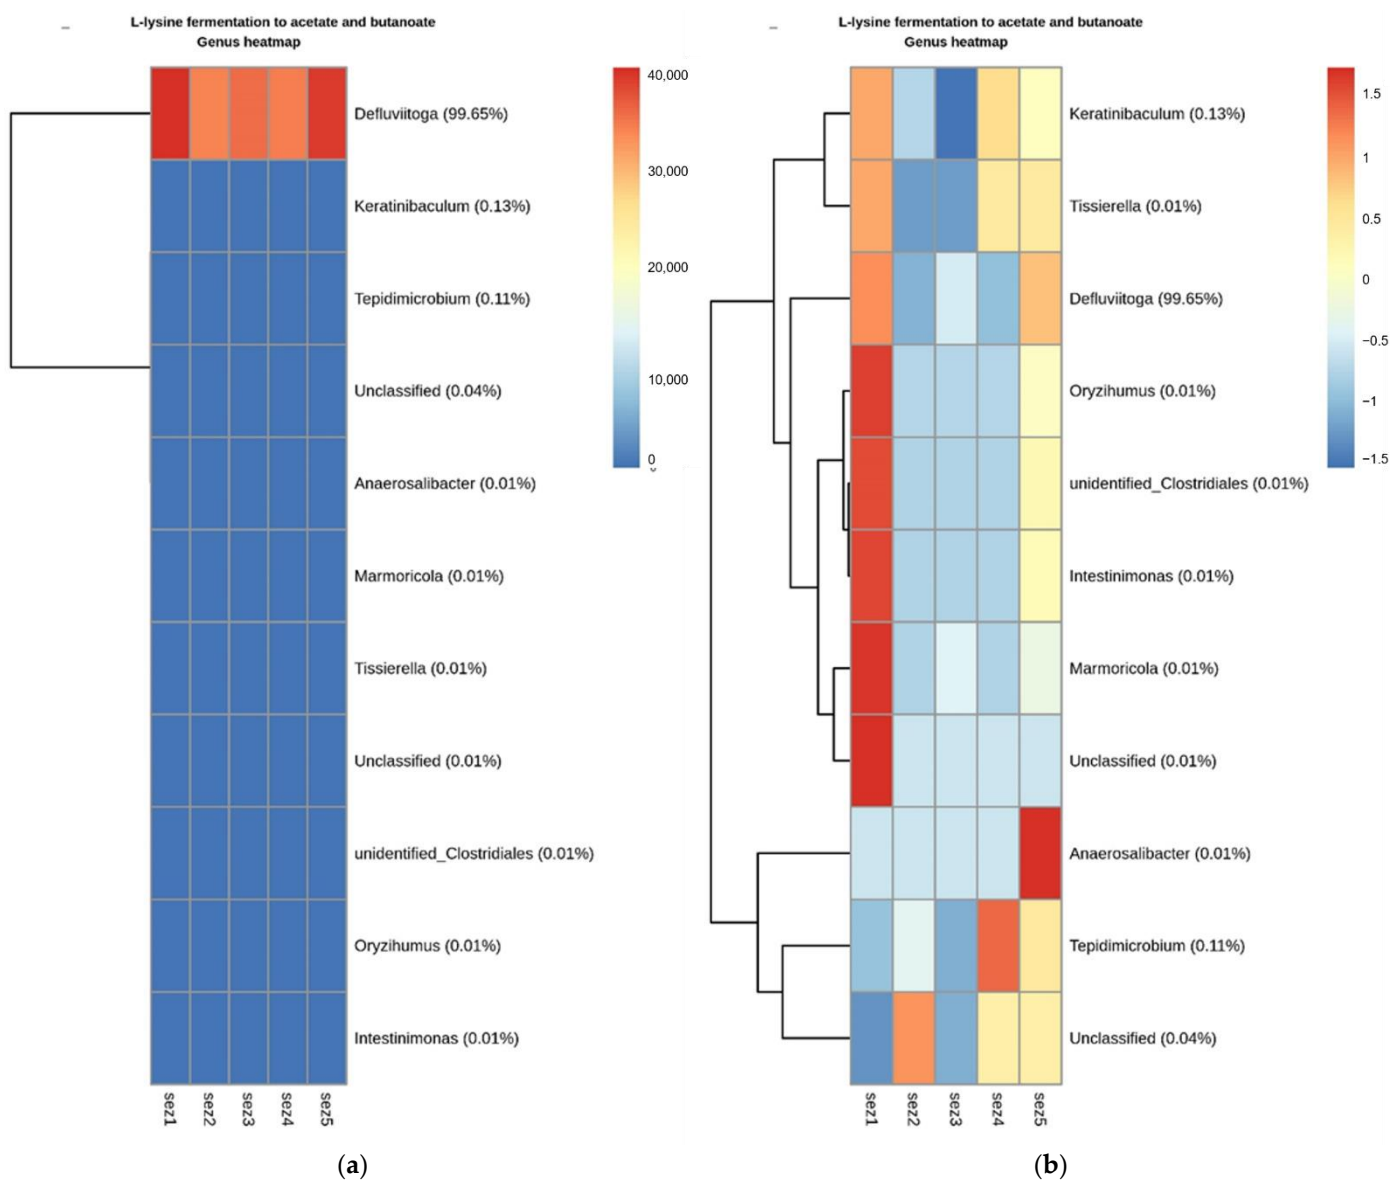 L-lysine fermentation to acetate and butanoate
Genus heatmap
40,000
30,000
20,000
10,000
0
Defluviitoga (99.65%)
Keratinibaculum (0.13%)
Tepidimicrobium (0.11%)
Unclassified (0.04%)
Anaerosalibacter (0.01%)
Marmoricola (0.01%)
Tissierella (0.01%)
Unclassified (0.01%)
unidentified_Clostridiales (0.01%)
Oryzihumus (0.01%)
Intestinimonas (0.01%)
sez1
sez2
sez3
sez4
sez5
(a)
L-lysine fermentation to acetate and butanoate
Genus heatmap
1.5
1
0.5
0
−0.5
−1
−1.5
Keratinibaculum (0.13%)
Tissierella (0.01%)
Defluviitoga (99.65%)
Oryzihumus (0.01%)
unidentified_Clostridiales (0.01%)
Intestinimonas (0.01%)
Marmoricola (0.01%)
Unclassified (0.01%)
Anaerosalibacter (0.01%)
Tepidimicrobium (0.11%)
Unclassified (0.04%)
sez1
sez2
sez3
sez4
sez5
(b)